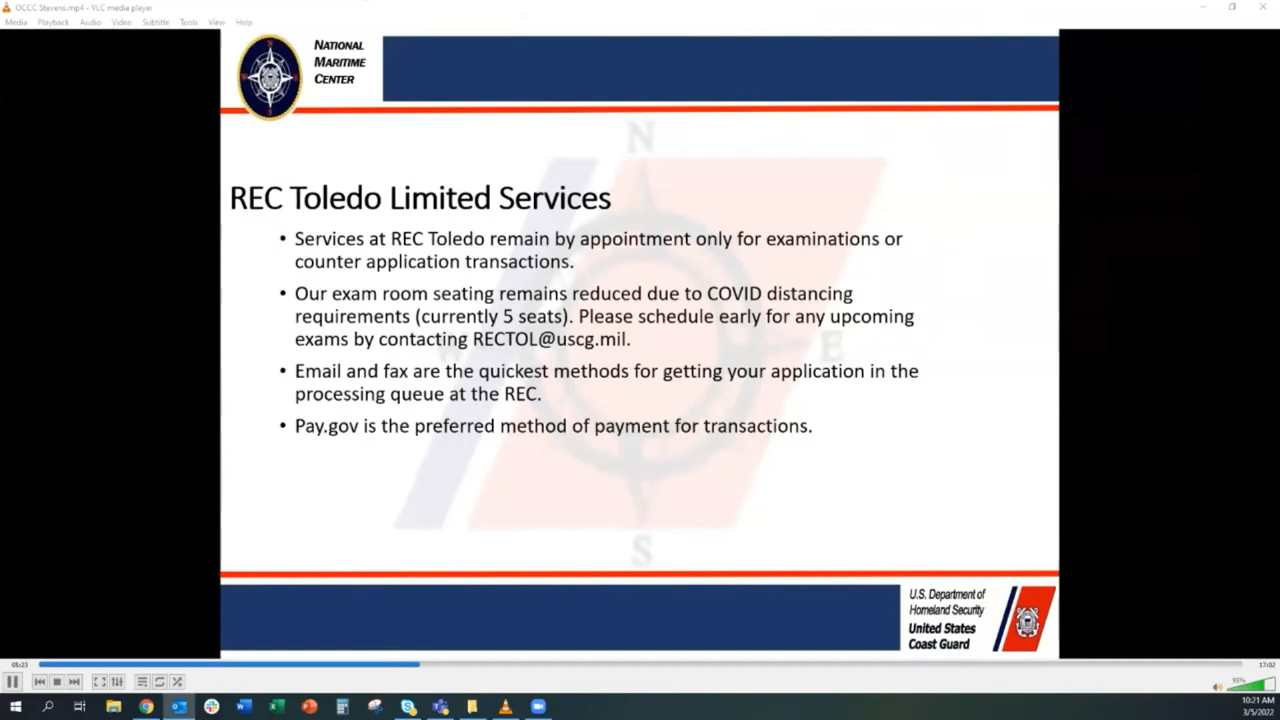 OCCC Stevens.mp4 - VLC media player
Media Playback Audio Video Subtitle Tools View Help
NATIONAL
MARITIME
CENTER
N
REC Toledo Limited Services
• Services at REC Toledo remain by appointment only for examinations or
counter application transactions.
• Our exam room seating remains reduced due to COVID distancing
requirements (currently 5 seats). Please schedule early for any upcoming
exams by contacting RECTOL@uscg.mil.
E
• Email and fax are the quickest methods for getting your application in the
processing queue at the REC.
• Pay.gov is the preferred method of payment for transactions.
S
U.S. Department of
Homeland Security
United States
Coast Guard
05:23
17:02
10:21 AM
3/5/2022